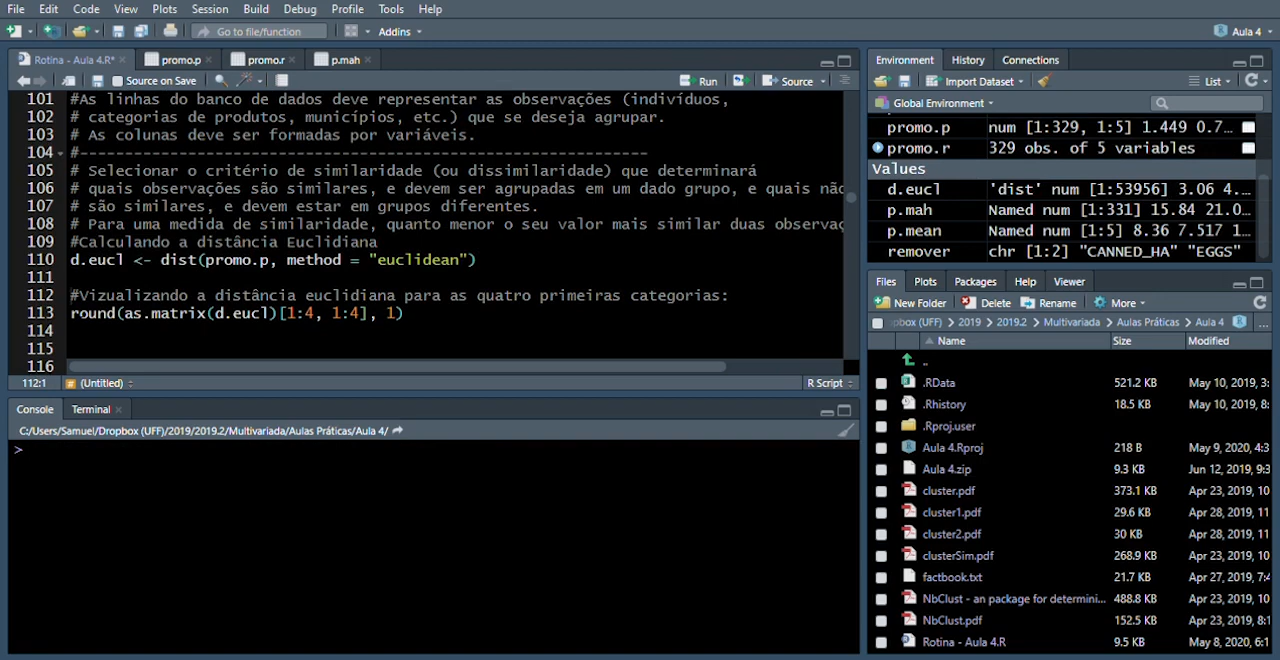 File Edit Code View Plots Session Build Debug Profile Tools Help
Go to file/function Addins Aula 4
Rotina - Aula 4.R* promo.p promo.r p.mah
Source on Save Run Source
101 #As linhas do banco de dados deve representar as observações (indivíduos,
102 # categorias de produtos, municípios, etc.) que se deseja agrupar.
103 # As colunas deve ser formadas por variáveis.
104 #---------------------------------------------------------------
105 # Selecionar o critério de similaridade (ou dissimilaridade) que determinará
106 # quais observações são similares, e devem ser agrupadas em um dado grupo, e quais não
107 # são similares, e devem estar em grupos diferentes.
108 # Para uma medida de similaridade, quanto menor o seu valor mais similar duas observaç
109 #Calculando a distância Euclidiana
110 d.eucl <- dist(promo.p, method = "euclidean")
111
112 #Vizualizando a distância euclidiana para as quatro primeiras categorias:
113 round(as.matrix(d.eucl)[1:4, 1:4], 1)
114
115
116
112:1 (Untitled) R Script
Console Terminal
C:/Users/Samuel/Dropbox (UFF)/2019/2019.2/Multivariada/Aulas Práticas/Aula 4/
>
Environment History Connections
Import Dataset List
Global Environment
promo.p num [1:329, 1:5] 1.449 0.7...
promo.r 329 obs. of 5 variables
Values
d.eucl 'dist' num [1:53956] 3.06 4...
p.mah Named num [1:331] 15.84 21.0...
p.mean Named num [1:5] 8.36 7.517 1...
remover chr [1:2] "CANNED_HA" "EGGS"
Files Plots Packages Help Viewer
New Folder Delete Rename More
pbox (UFF) 2019 2019.2 Multivariada Aulas Práticas Aula 4 ...
Name Size Modified
..
.RData 521.2 KB May 10, 2019, 3:
.Rhistory 18.5 KB May 10, 2019, 8:
.Rproj.user
Aula 4.Rproj 218 B May 9, 2020, 4:3
Aula 4.zip 9.3 KB Jun 12, 2019, 9:3
cluster.pdf 373.1 KB Apr 23, 2019, 10
cluster1.pdf 29.6 KB Apr 28, 2019, 11
cluster2.pdf 30 KB Apr 28, 2019, 11
clusterSim.pdf 268.9 KB Apr 23, 2019, 10
factbook.txt 21.7 KB Apr 27, 2019, 7:4
NbClust - an package for determini... 488.8 KB Apr 23, 2019, 10
NbClust.pdf 152.5 KB Apr 23, 2019, 8:1
Rotina - Aula 4.R 9.5 KB May 8, 2020, 6:1